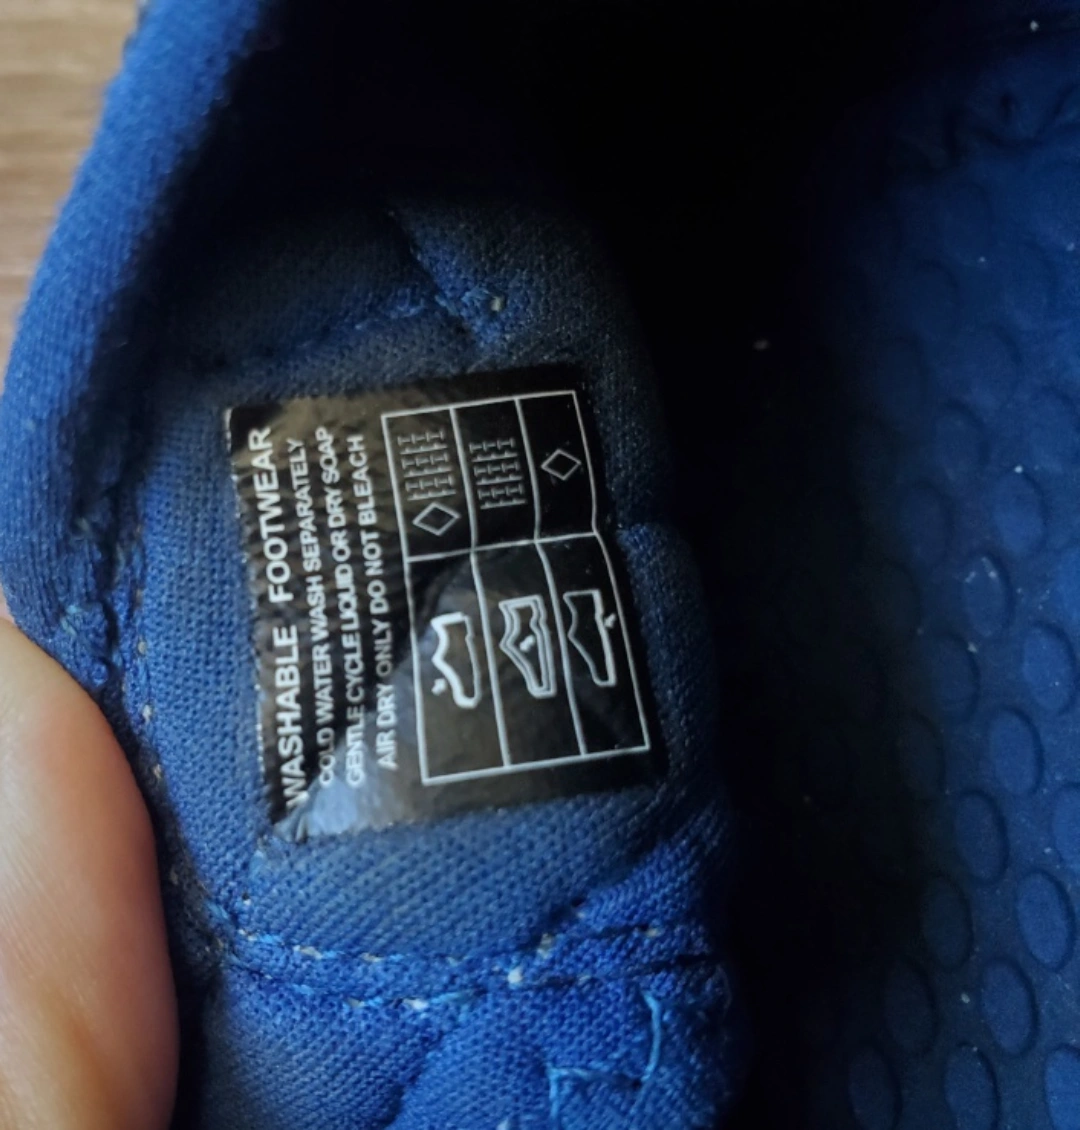 WASHABLE FOOTWEAR
COLD WATER WASH SEPARATELY
GENTLE CYCLE LIQUID OR DRY SOAP
AIR DRY ONLY DO NOT BLEACH